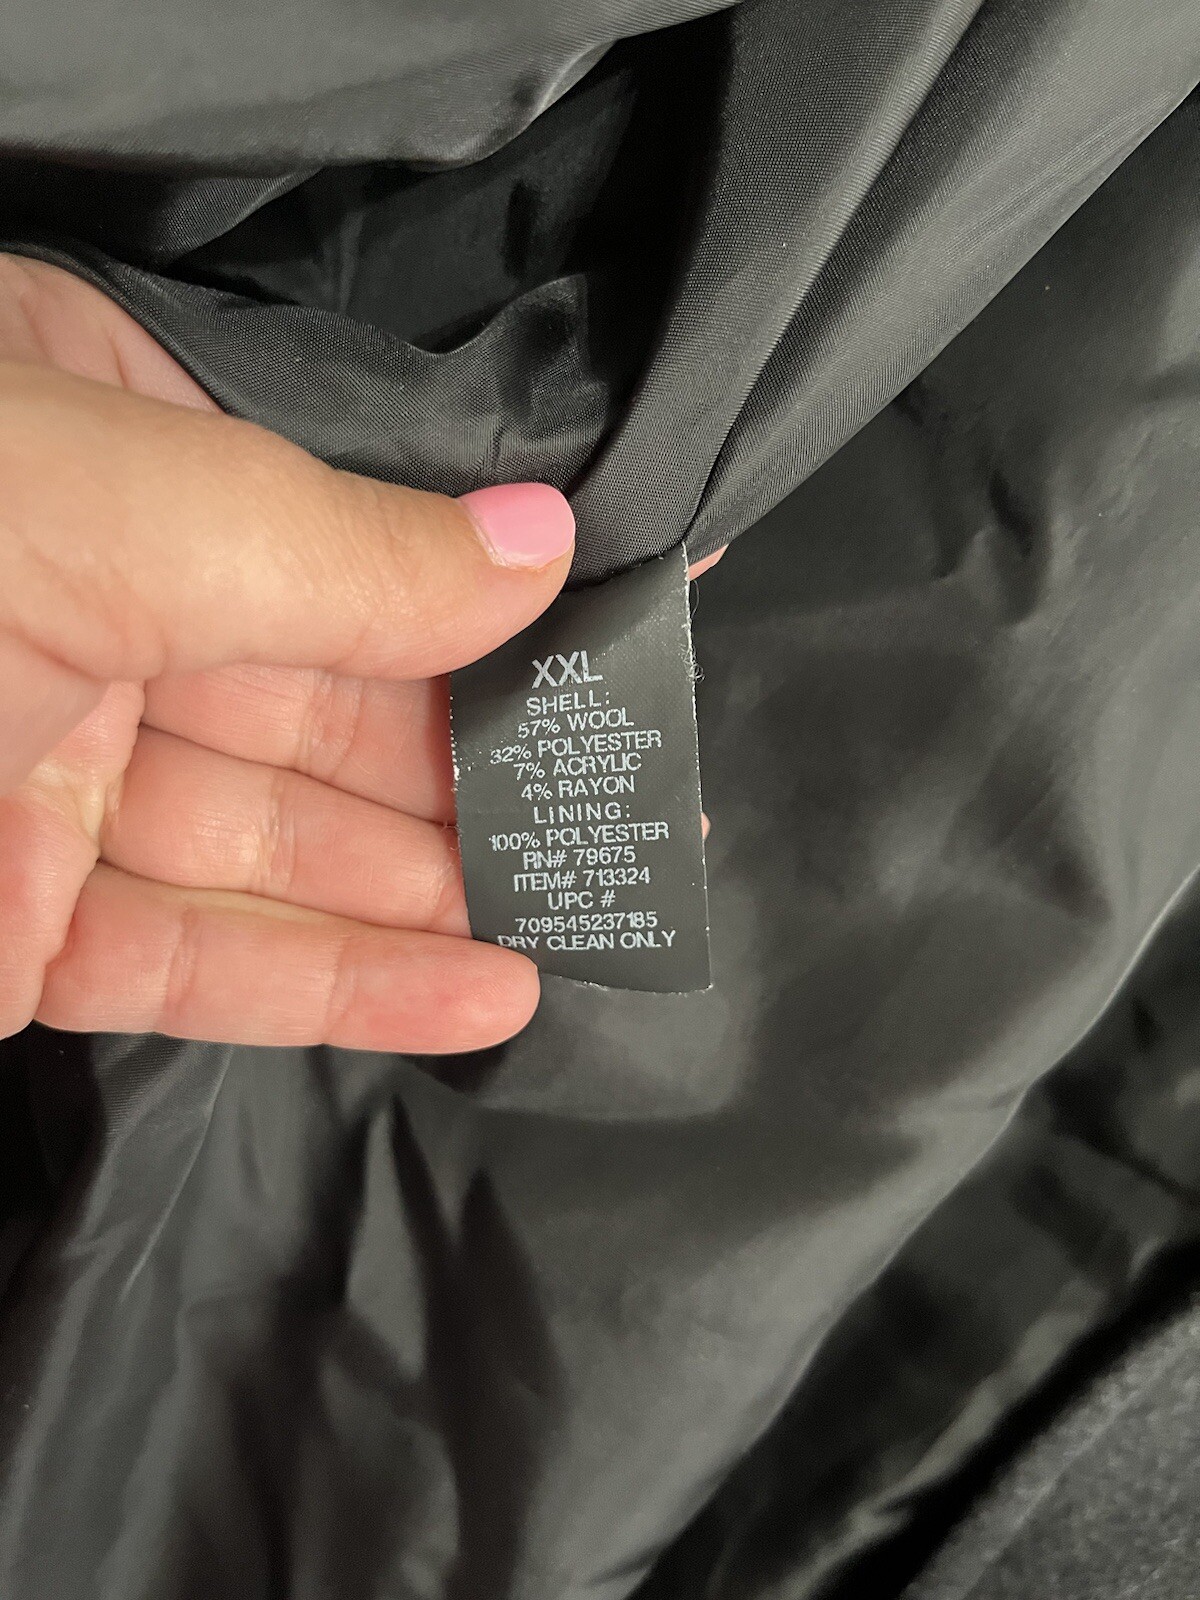 XXL
SHELL:
57% WOOL
32% POLYESTER
7% ACRYLIC
4% RAYON
LINING:
100% POLYESTER
RN# 79675
ITEM# 713324
UPC #
709545237185
DRY CLEAN ONLY